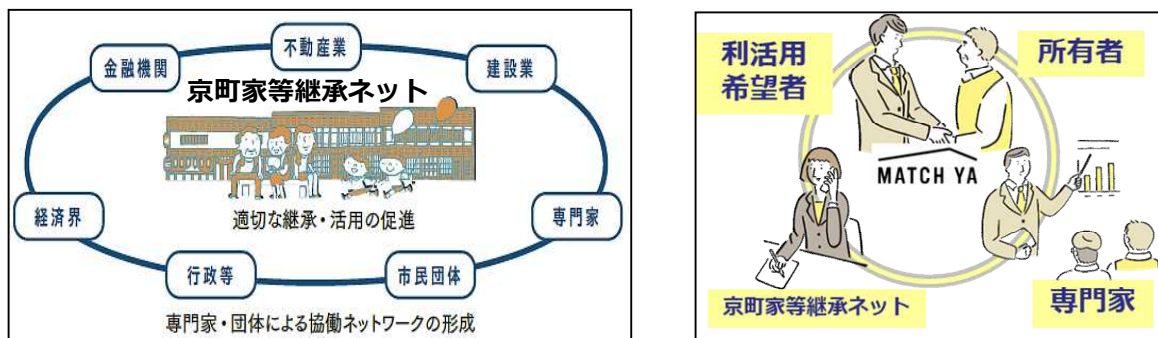 不動産業
金融機関
建設業
京町家等継承ネット
経済界
適切な継承・活用の促進
専門家
行政等
市民団体
専門家・団体による協働ネットワークの形成
利活用
希望者
所有者
MATCH YA
京町家等継承ネット
専門家